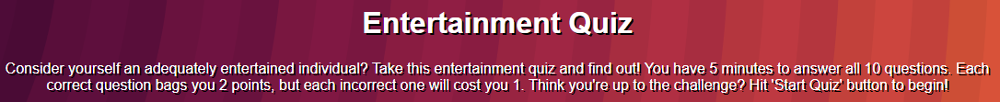 Entertainment Quiz
Consider yourself an adequately entertained individual? Take this entertainment quiz and find out! You have 5 minutes to answer all 10 questions. Each
correct question bags you 2 points, but each incorrect one will cost you 1. Think you're up to the challenge? Hit 'Start Quiz' button to begin!